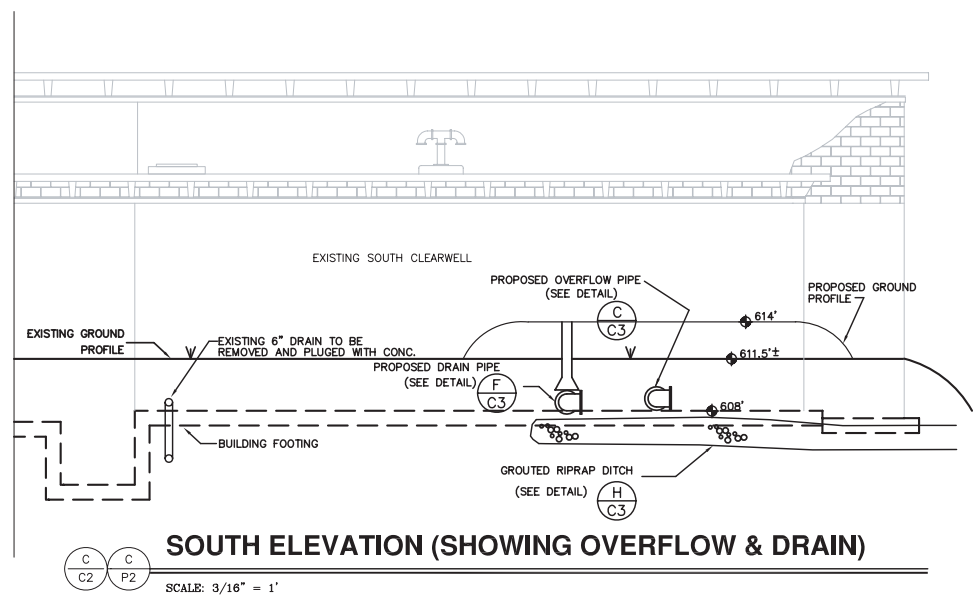 EXISTING SOUTH CLEARWELL
PROPOSED OVERFLOW PIPE
(SEE DETAIL)
C
C3
PROPOSED GROUND
PROFILE
614'
EXISTING GROUND
PROFILE
EXISTING 6" DRAIN TO BE
REMOVED AND PLUGED WITH CONC.
611.5'±
PROPOSED DRAIN PIPE
(SEE DETAIL)
F
C3
608'
BUILDING FOOTING
GROUTED RIPRAP DITCH
(SEE DETAIL)
H
C3
SOUTH ELEVATION (SHOWING OVERFLOW & DRAIN)
C
C2
C
P2
SCALE: 3/16" = 1'